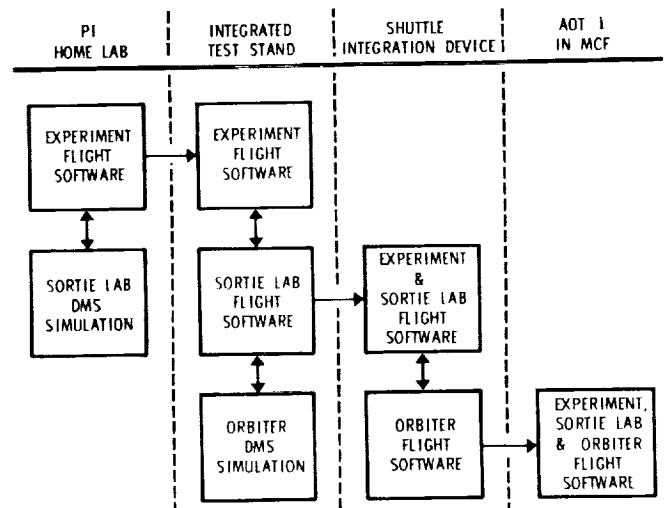 PI
HOME LAB
INTEGRATED
TEST STAND
SHUTTLE
INTEGRATION DEVICE
AOT 1
IN MCF
EXPERIMENT
FLIGHT
SOFTWARE
EXPERIMENT
FLIGHT
SOFTWARE
SORTIE LAB
DMS
SIMULATION
SORTIE LAB
FLIGHT
SOFTWARE
EXPERIMENT
&
SORTIE LAB
FLIGHT
SOFTWARE
ORBITER
DMS
SIMULATION
ORBITER
FLIGHT
SOFTWARE
EXPERIMENT,
SORTIE LAB
& ORBITER
FLIGHT
SOFTWARE